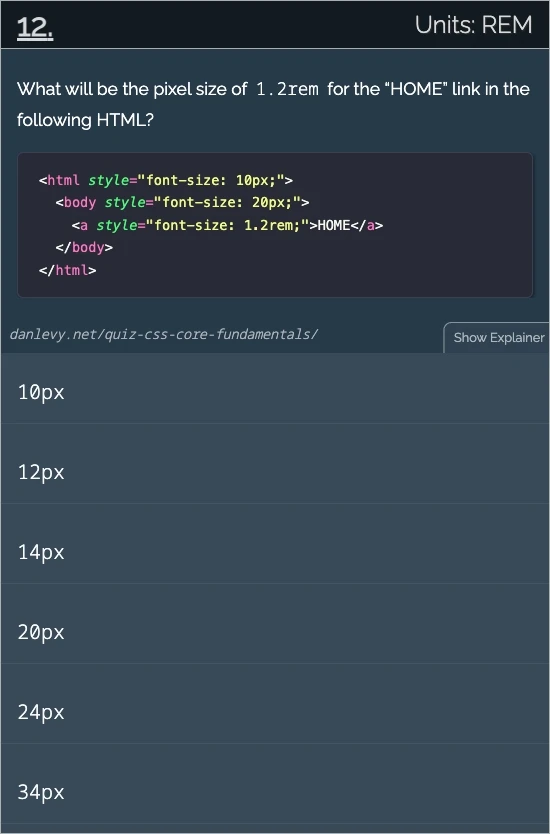 12.
Units: REM
What will be the pixel size of 1.2rem for the “HOME” link in the
following HTML?
<html style="font-size: 10px;">
<body style="font-size: 20px;">
<a style="font-size: 1.2rem;">HOME</a>
</body>
</html>
danlevy.net/quiz-css-core-fundamentals/
Show Explainer
10px
12px
14px
20px
24px
34px